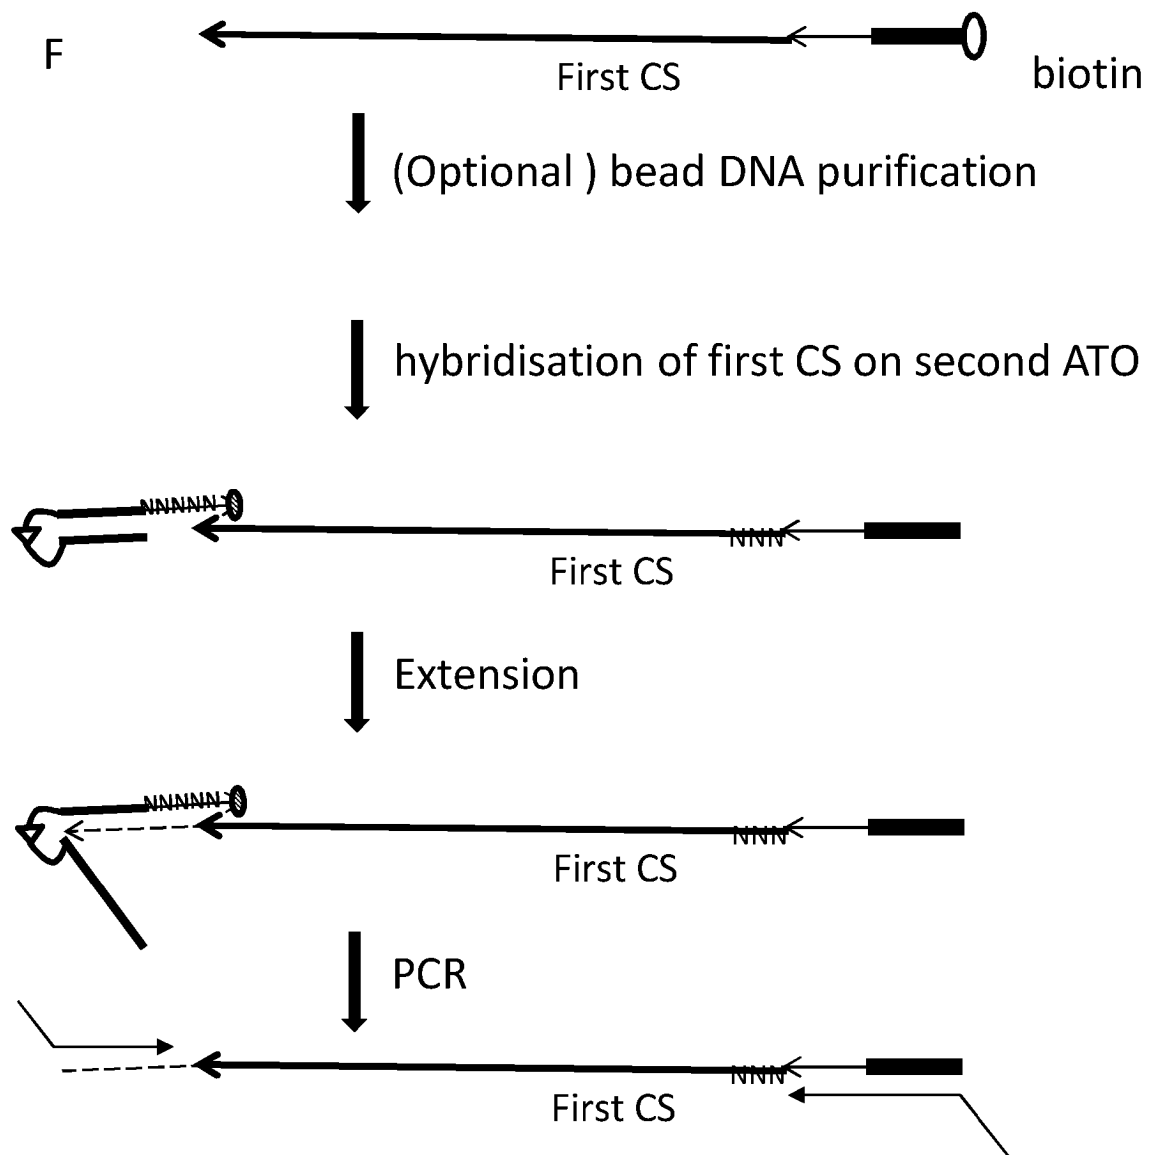 F
First CS
biotin
(Optional ) bead DNA purification
hybridisation of first CS on second ATO
NNNNN
NNN
First CS
Extension
NNNNN
NNN
First CS
PCR
NNN
First CS